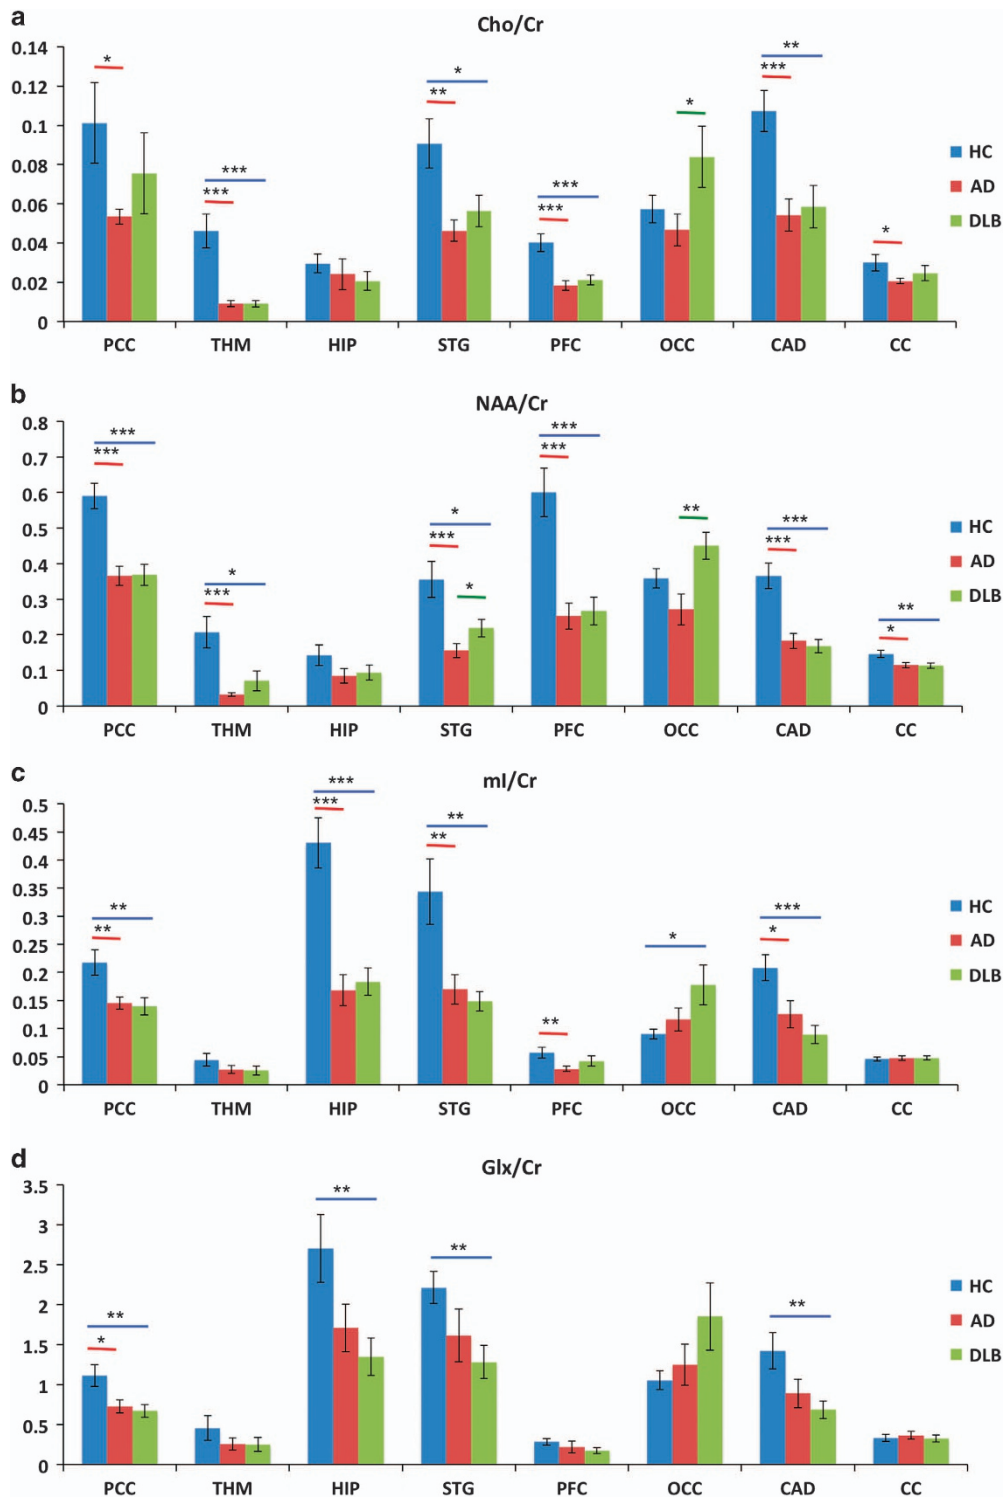 a
Cho/Cr
0.14
0.12
0.1
0.08
0.06
0.04
0.02
0
* *** *** ** * *** *** * *** ** *
HC
AD
DLB
PCC THM HIP STG PFC OCC CAD CC
b
NAA/Cr
0.8
0.7
0.6
0.5
0.4
0.3
0.2
0.1
0
*** *** *** * *** * * *** *** ** *** *** * **
HC
AD
DLB
PCC THM HIP STG PFC OCC CAD CC
c
mI/Cr
0.5
0.45
0.4
0.35
0.3
0.25
0.2
0.15
0.1
0.05
0
** ** *** *** ** ** ** * * ***
HC
AD
DLB
PCC THM HIP STG PFC OCC CAD CC
d
Glx/Cr
3.5
3
2.5
2
1.5
1
0.5
0
* ** ** ** **
HC
AD
DLB
PCC THM HIP STG PFC OCC CAD CC